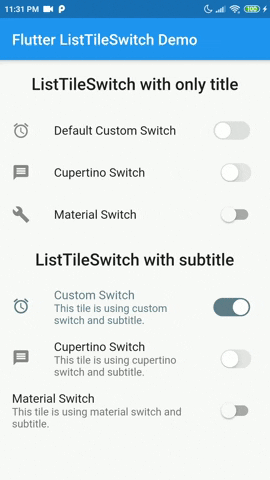 11:31 PM
100
Flutter ListTileSwitch Demo
ListTileSwitch with only title
Default Custom Switch
Cupertino Switch
Material Switch
ListTileSwitch with subtitle
Custom Switch
This tile is using custom
switch and subtitle.
Cupertino Switch
This tile is using cupertino
switch and subtitle.
Material Switch
This tile is using material switch and
subtitle.